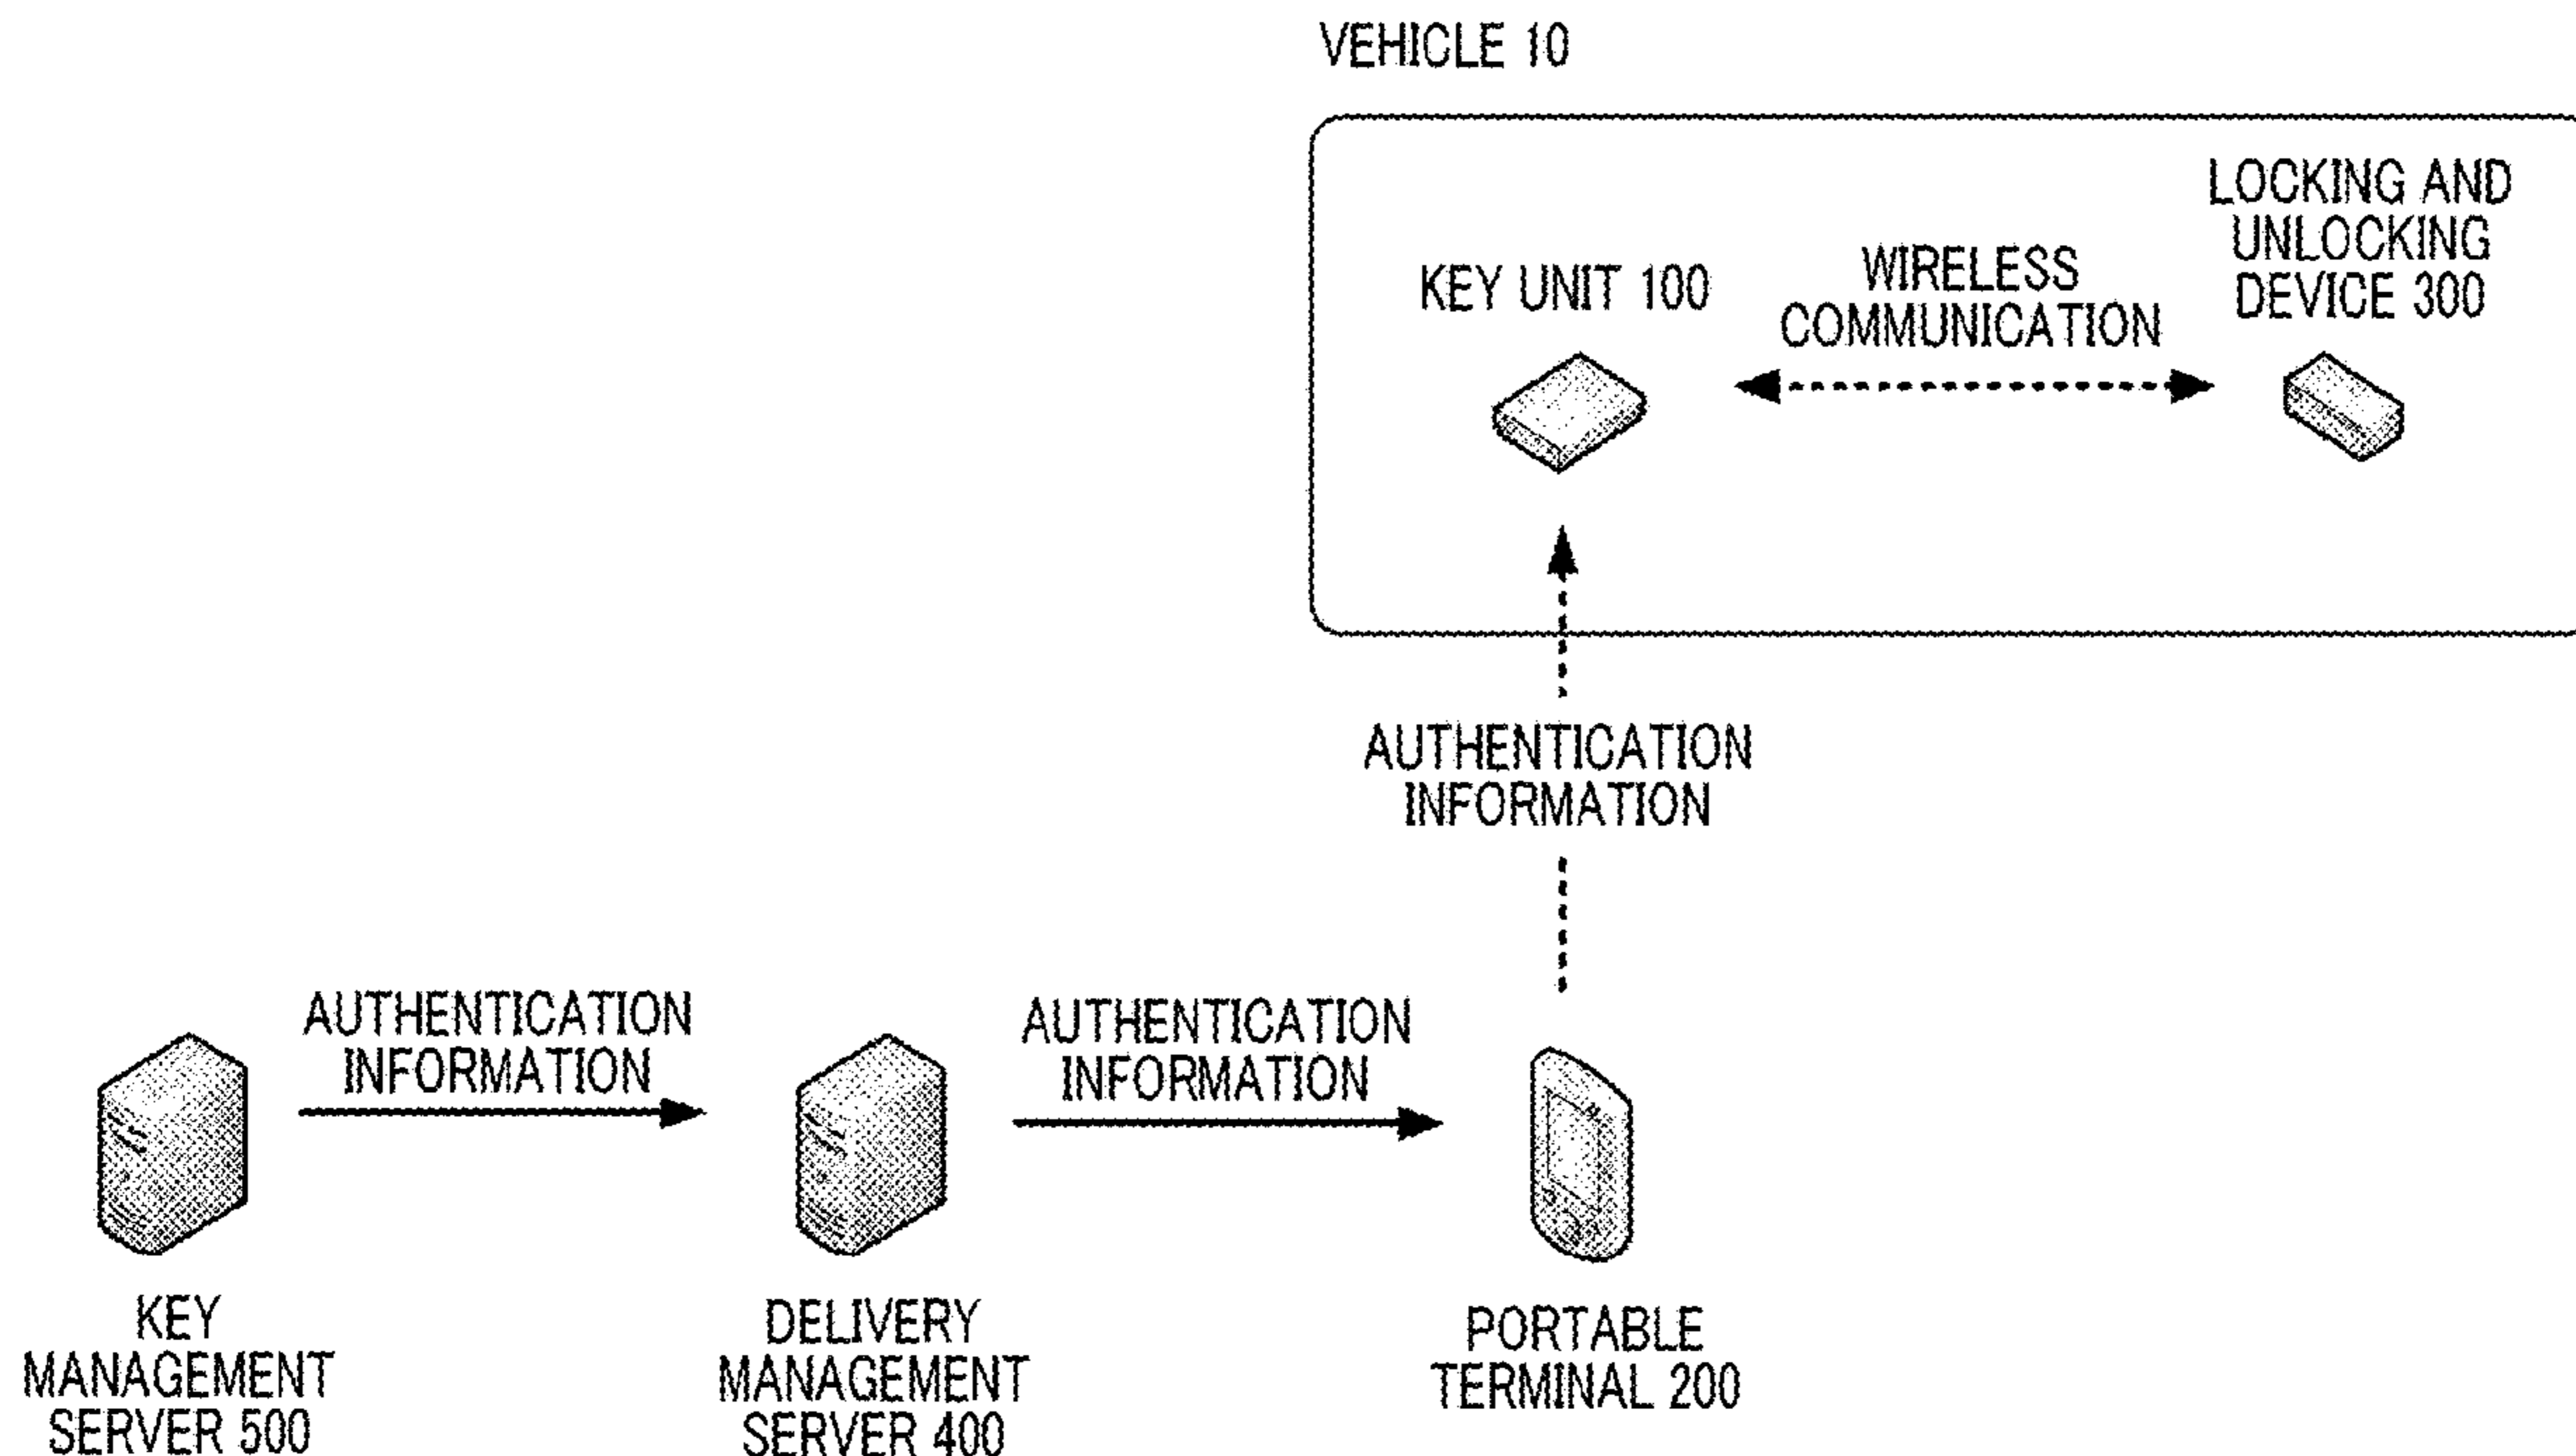 VEHICLE 10
LOCKING AND
UNLOCKING
DEVICE 300
KEY UNIT 100
WIRELESS
COMMUNICATION
AUTHENTICATION
INFORMATION
AUTHENTICATION
INFORMATION
AUTHENTICATION
INFORMATION
KEY
MANAGEMENT
SERVER 500
DELIVERY
MANAGEMENT
SERVER 400
PORTABLE
TERMINAL 200